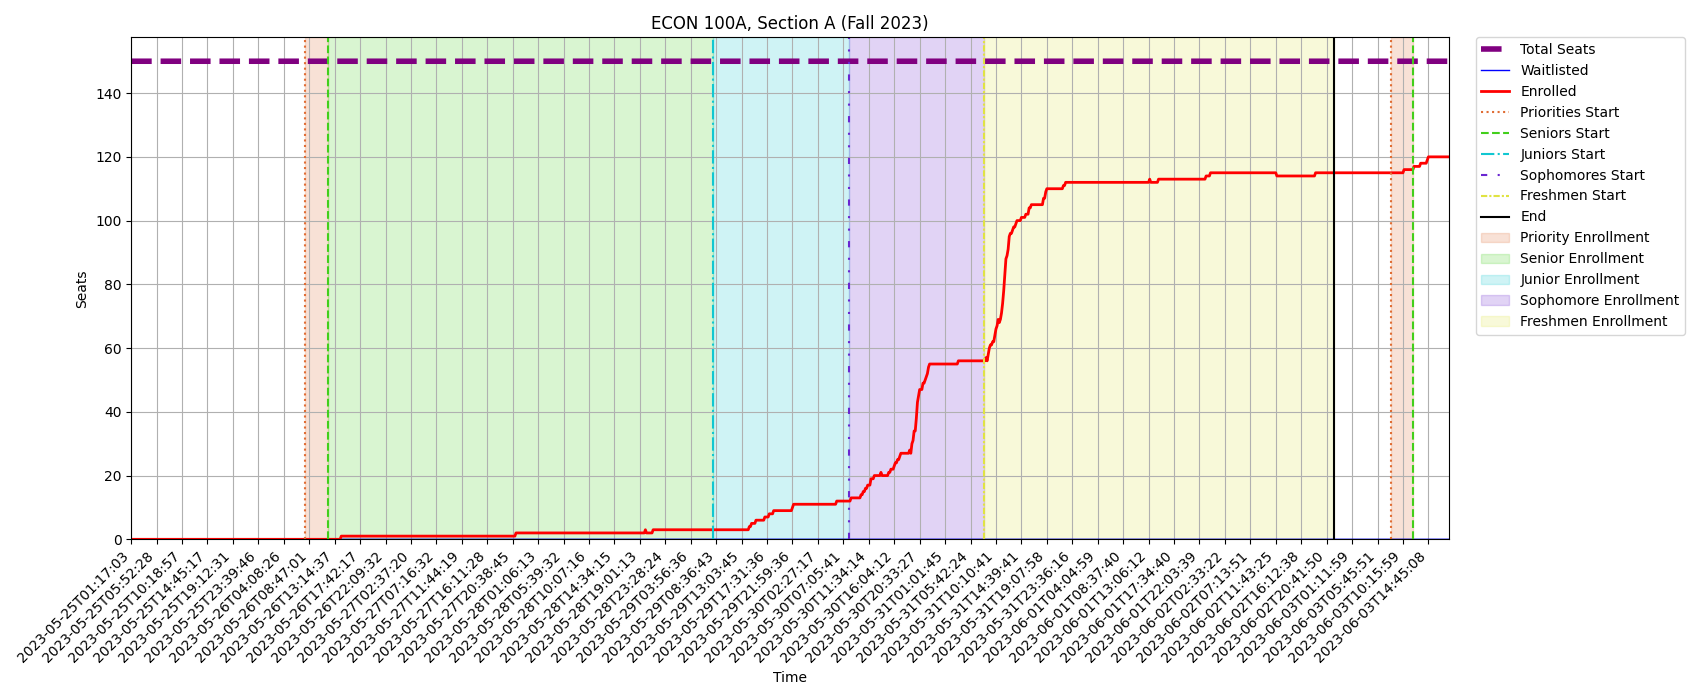 ECON 100A, Section A (Fall 2023)
Seats
140
120
100
80
60
40
20
0
2023-05-25T01:17:03
2023-05-25T05:52:28
2023-05-25T10:18:57
2023-05-25T14:45:17
2023-05-25T19:12:31
2023-05-25T23:39:46
2023-05-26T04:08:26
2023-05-26T08:47:01
2023-05-26T13:14:37
2023-05-26T17:42:17
2023-05-26T22:09:32
2023-05-27T02:37:20
2023-05-27T07:16:32
2023-05-27T11:44:19
2023-05-27T16:11:28
2023-05-27T20:38:45
2023-05-28T01:06:13
2023-05-28T05:39:32
2023-05-28T10:07:16
2023-05-28T14:34:15
2023-05-28T19:01:13
2023-05-28T23:28:24
2023-05-29T03:56:36
2023-05-29T08:36:43
2023-05-29T13:03:45
2023-05-29T17:31:36
2023-05-29T21:59:36
2023-05-30T02:27:17
2023-05-30T07:05:41
2023-05-30T11:34:14
2023-05-30T16:04:12
2023-05-30T20:33:27
2023-05-31T01:01:45
2023-05-31T05:42:24
2023-05-31T10:10:41
2023-05-31T14:39:41
2023-05-31T19:07:58
2023-05-31T23:36:16
2023-06-01T04:04:59
2023-06-01T08:37:40
2023-06-01T13:06:12
2023-06-01T17:34:40
2023-06-01T22:03:39
2023-06-02T02:33:22
2023-06-02T07:13:51
2023-06-02T11:43:25
2023-06-02T16:12:38
2023-06-02T20:41:50
2023-06-03T01:11:59
2023-06-03T05:45:51
2023-06-03T10:15:59
2023-06-03T14:45:08
Time
Total Seats
Waitlisted
Enrolled
Priorities Start
Seniors Start
Juniors Start
Sophomores Start
Freshmen Start
End
Priority Enrollment
Senior Enrollment
Junior Enrollment
Sophomore Enrollment
Freshmen Enrollment